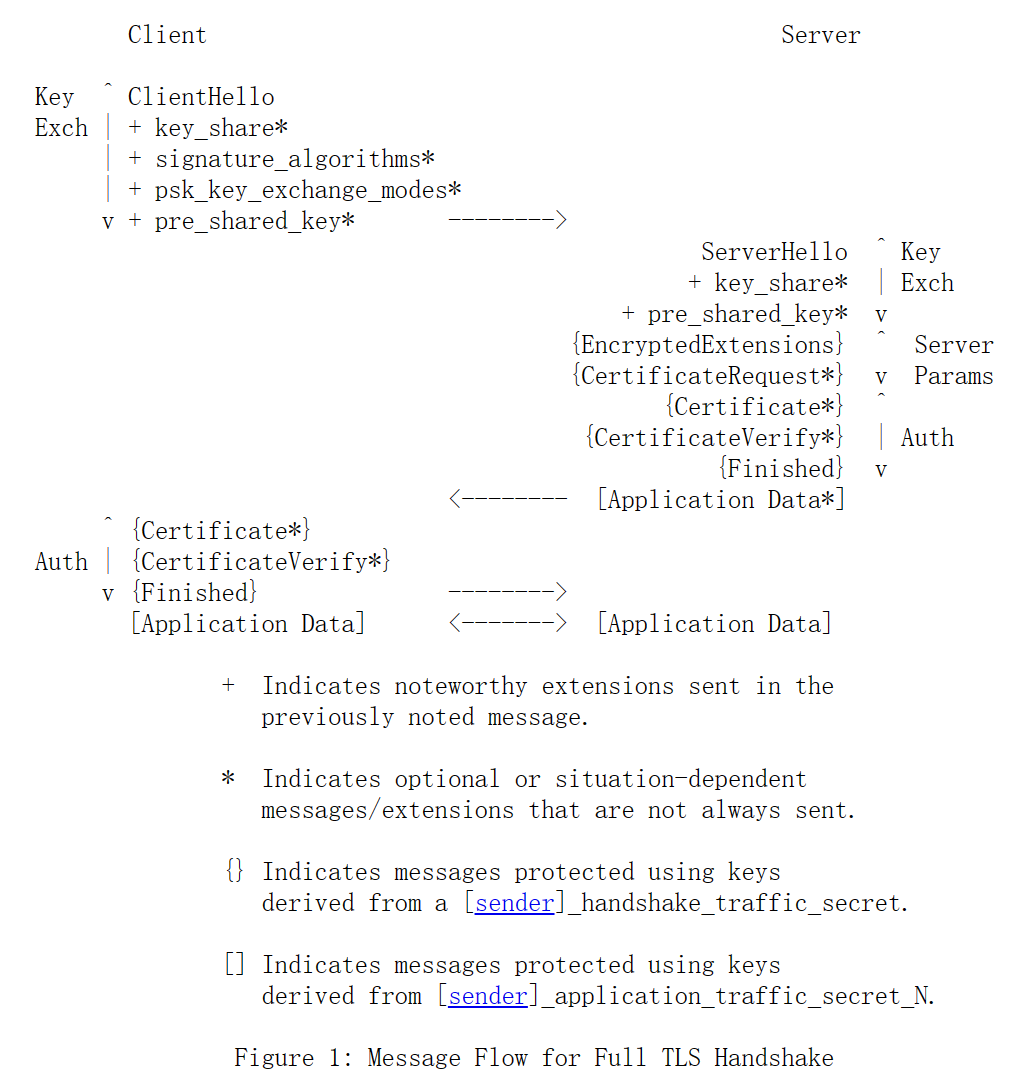 Client Server
Key ^ ClientHello
Exch | + key_share*
| + signature_algorithms*
| + psk_key_exchange_modes*
v + pre_shared_key* -------->
ServerHello ^ Key
+ key_share* | Exch
+ pre_shared_key* v
{EncryptedExtensions} ^ Server
{CertificateRequest*} v Params
{Certificate*} ^
{CertificateVerify*} | Auth
{Finished} v
<-------- [Application Data*]
^ {Certificate*}
Auth | {CertificateVerify*}
v {Finished} -------->
[Application Data] <-------> [Application Data]
+ Indicates noteworthy extensions sent in the
previously noted message.
* Indicates optional or situation-dependent
messages/extensions that are not always sent.
{} Indicates messages protected using keys
derived from a [sender]_handshake_traffic_secret.
[] Indicates messages protected using keys
derived from [sender]_application_traffic_secret_N.
Figure 1: Message Flow for Full TLS Handshake